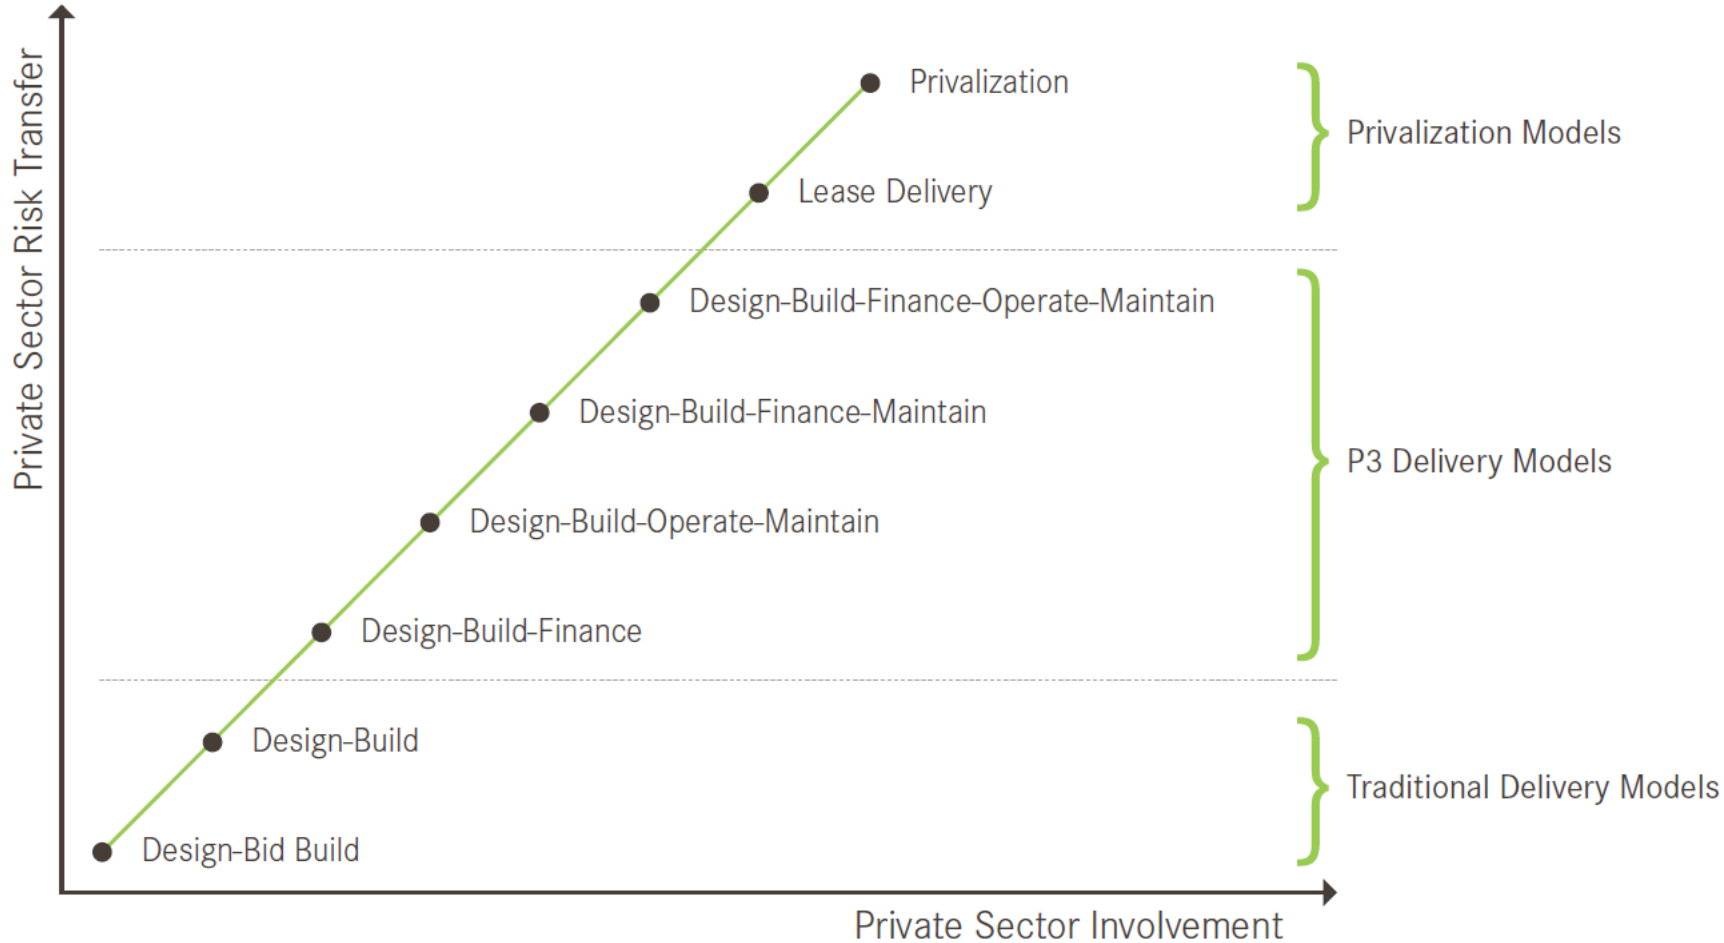 Private Sector Risk Transfer
Privalization
Privalization Models
Lease Delivery
Design-Build-Finance-Operate-Maintain
Design-Build-Finance-Maintain
P3 Delivery Models
Design-Build-Operate-Maintain
Design-Build-Finance
Design-Build
Traditional Delivery Models
Design-Bid Build
Private Sector Involvement